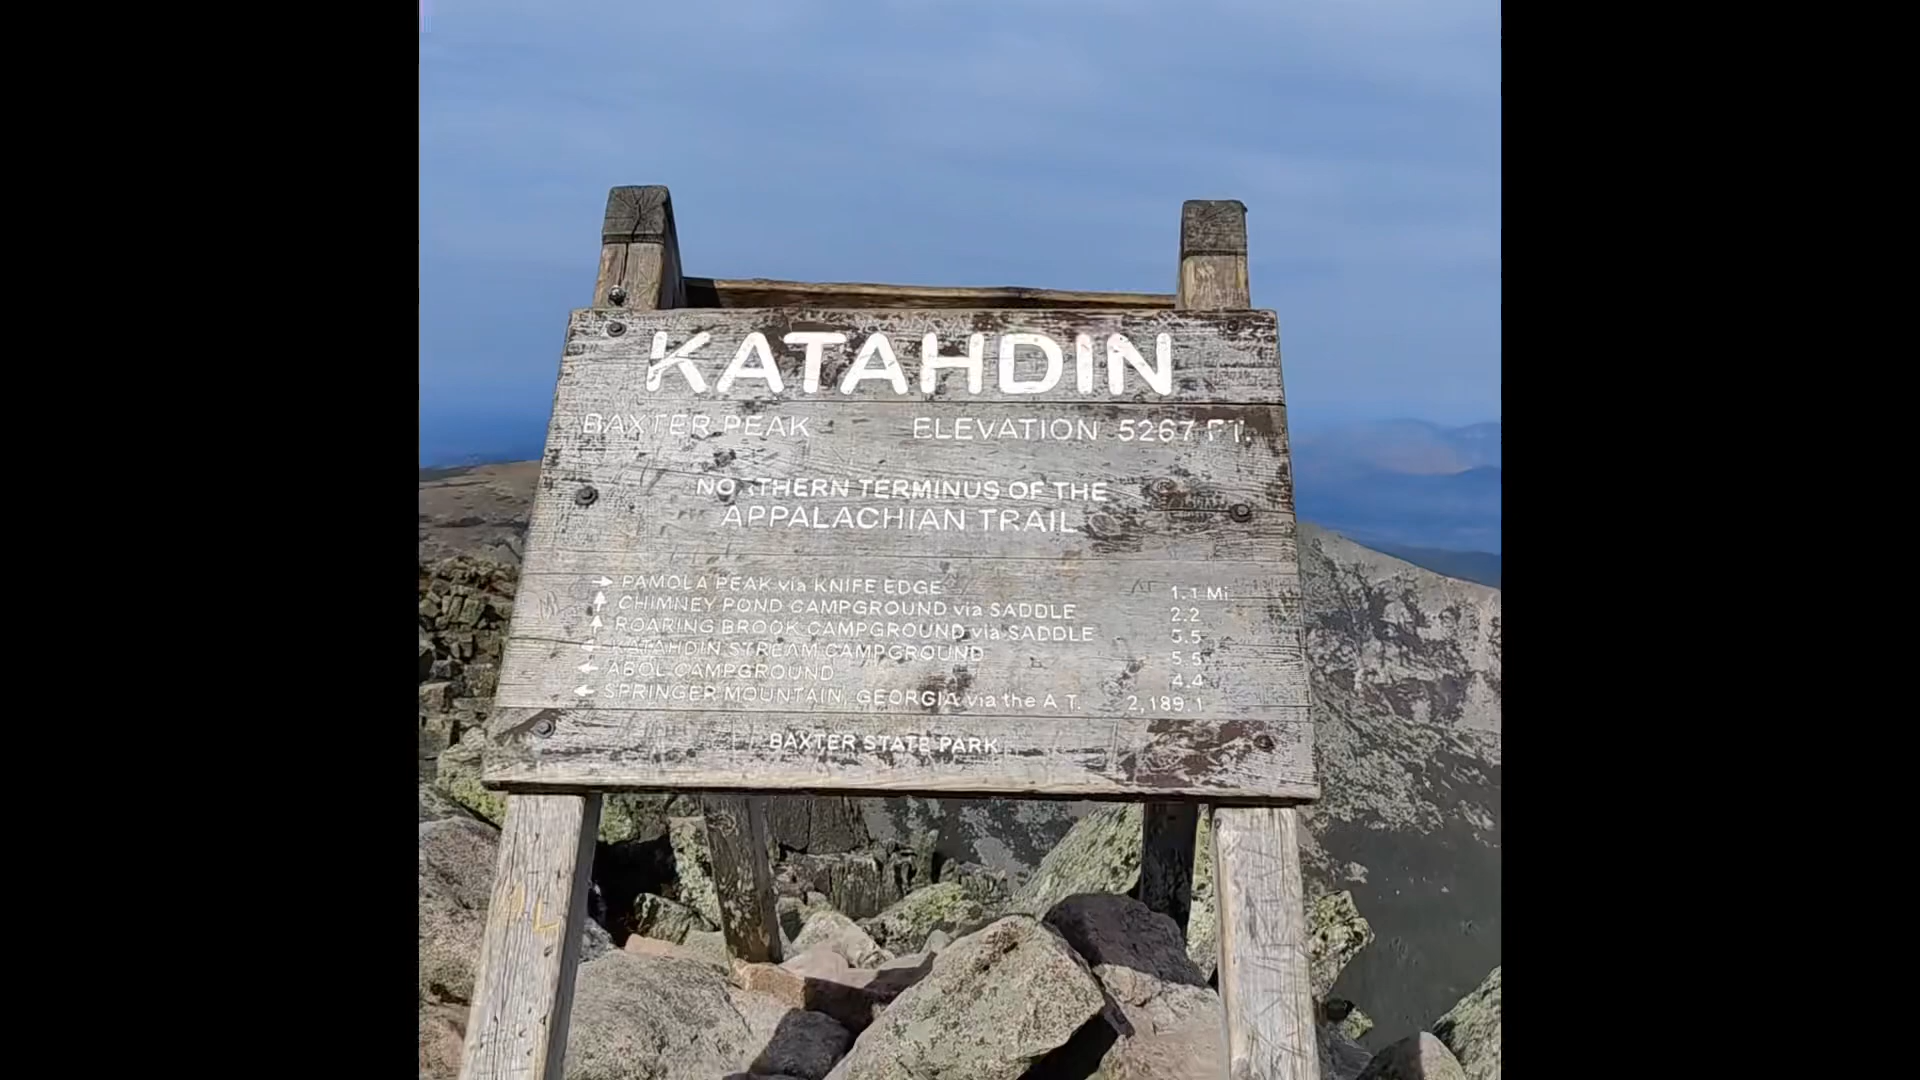 KATAHDIN
BAXTER PEAK ELEVATION 5267 FT.
NORTHERN TERMINUS OF THE
APPALACHIAN TRAIL
→ PAMOLA PEAK via KNIFE EDGE 1.1 Mi.
↑ CHIMNEY POND CAMPGROUND via SADDLE 2.2
↑ ROARING BROOK CAMPGROUND via SADDLE 5.5
← KATAHDIN STREAM CAMPGROUND 5.5
← ABOL CAMPGROUND 4.4
← SPRINGER MOUNTAIN, GEORGIA via the A.T. 2,189.1
BAXTER STATE PARK